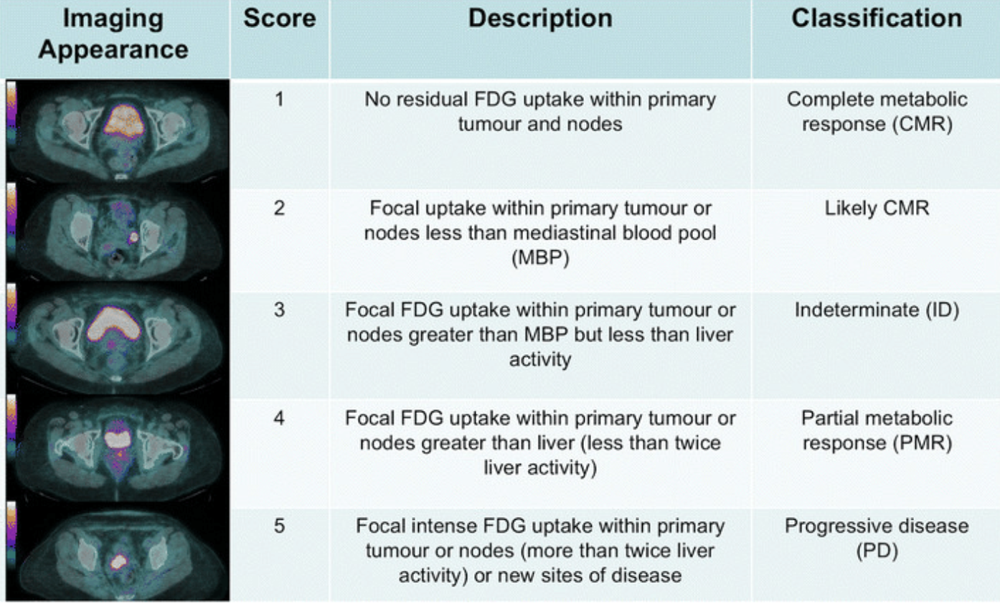 Imaging
Appearance
Score
Description
Classification
1
No residual FDG uptake within primary
tumour and nodes
Complete metabolic
response (CMR)
2
Focal uptake within primary tumour or
nodes less than mediastinal blood pool
(MBP)
Likely CMR
3
Focal FDG uptake within primary tumour or
nodes greater than MBP but less than liver
activity
Indeterminate (ID)
4
Focal FDG uptake within primary tumour or
nodes greater than liver (less than twice
liver activity)
Partial metabolic
response (PMR)
5
Focal intense FDG uptake within primary
tumour or nodes (more than twice liver
activity) or new sites of disease
Progressive disease
(PD)